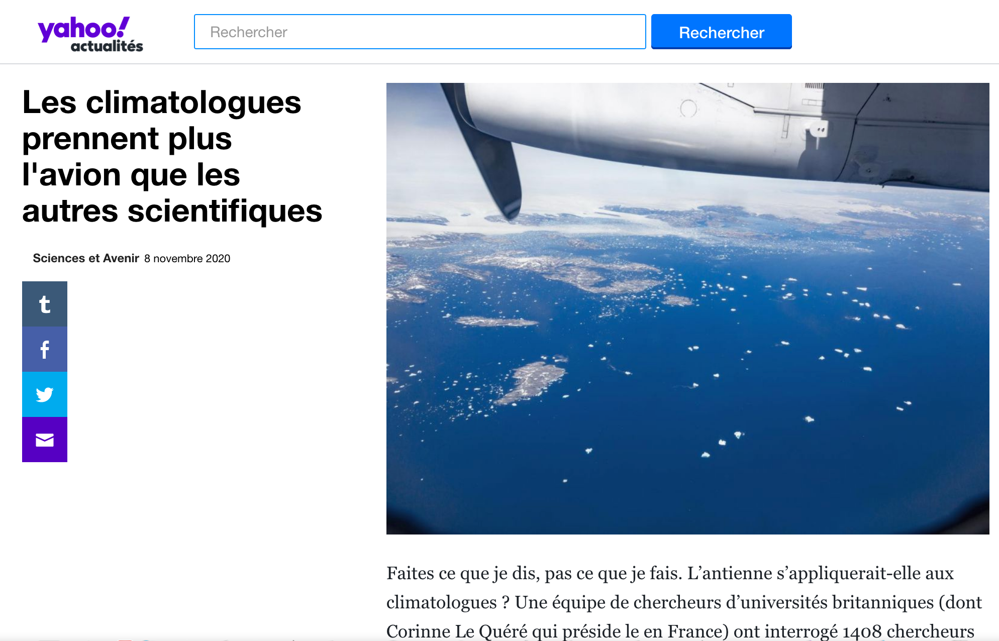 yahoo!
actualités
Rechercher
Rechercher
Les climatologues
prennent plus
l'avion que les
autres scientifiques
Sciences et Avenir 8 novembre 2020
t
f
Faites ce que je dis, pas ce que je fais. L’antienne s’appliquerait-elle aux
climatologues ? Une équipe de chercheurs d’universités britanniques (dont
Corinne Le Quéré qui préside le en France) ont interrogé 1408 chercheurs